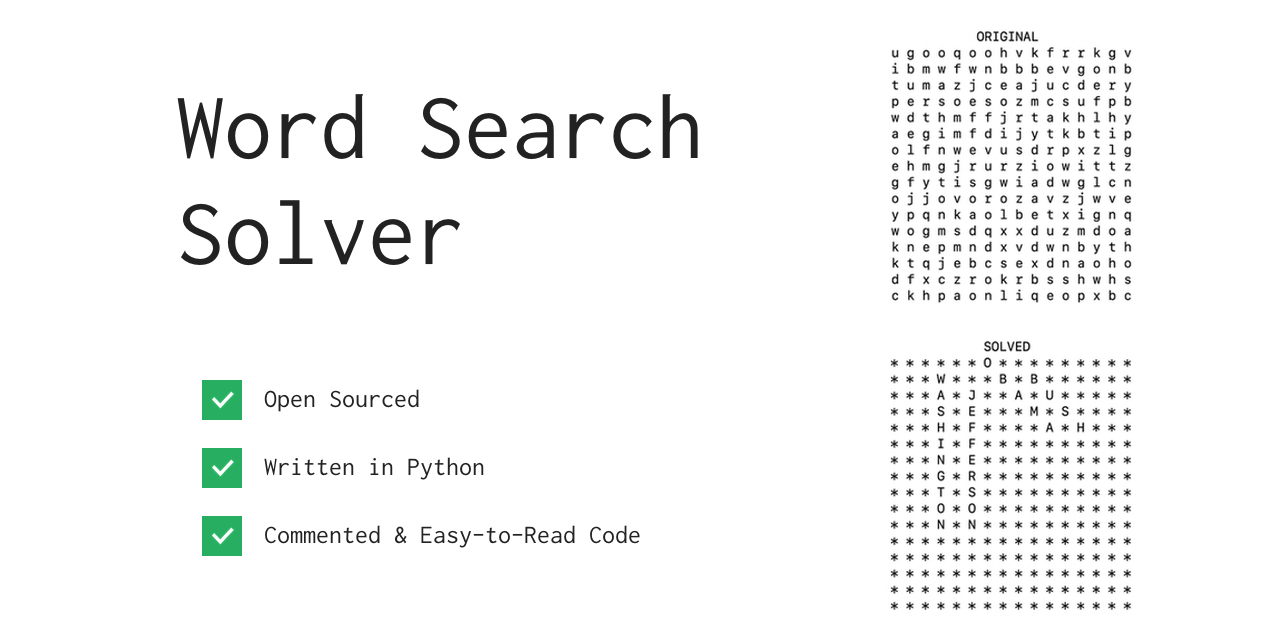 Word Search
Solver
Open Sourced
Written in Python
Commented & Easy-to-Read Code
ORIGINAL
u g o o q o o h v k f r r k g v
i b m w f w n b b b e v g o n b
t u m a z j c e a j u c d e r y
p e r s o e s o z m c s u f p b
w d t h m f f j r t a k h l h y
a e g i m f d i j y t k b t i p
o l f n w e v u s d r p x z l g
e h m g j r u r z i o w i t t z
g f y t i s g w i a d w g l c n
o j j o v o r o z a v z j w v e
y p q n k a o l b e t x i g n q
w o g m s d q x x d u z m d o a
k n e p m n d x v d w n b y t h
k t q j e b c s e x d n a o h o
d f x c z r o k r b s s h w h s
c k h p a o n l i q e o p x b c
SOLVED
* * * * * * O * * * * * * * * *
* * * W * * * B * B * * * * * *
* * * A * J * * A * U * * * * *
* * * S * E * * * M * S * * * *
* * * H * F * * * * A * H * * *
* * * I * F * * * * * * * * * *
* * * N * E * * * * * * * * * *
* * * G * R * * * * * * * * * *
* * * T * S * * * * * * * * * *
* * * O * O * * * * * * * * * *
* * * N * N * * * * * * * * * *
* * * * * * * * * * * * * * * *
* * * * * * * * * * * * * * * *
* * * * * * * * * * * * * * * *
* * * * * * * * * * * * * * * *
* * * * * * * * * * * * * * * *